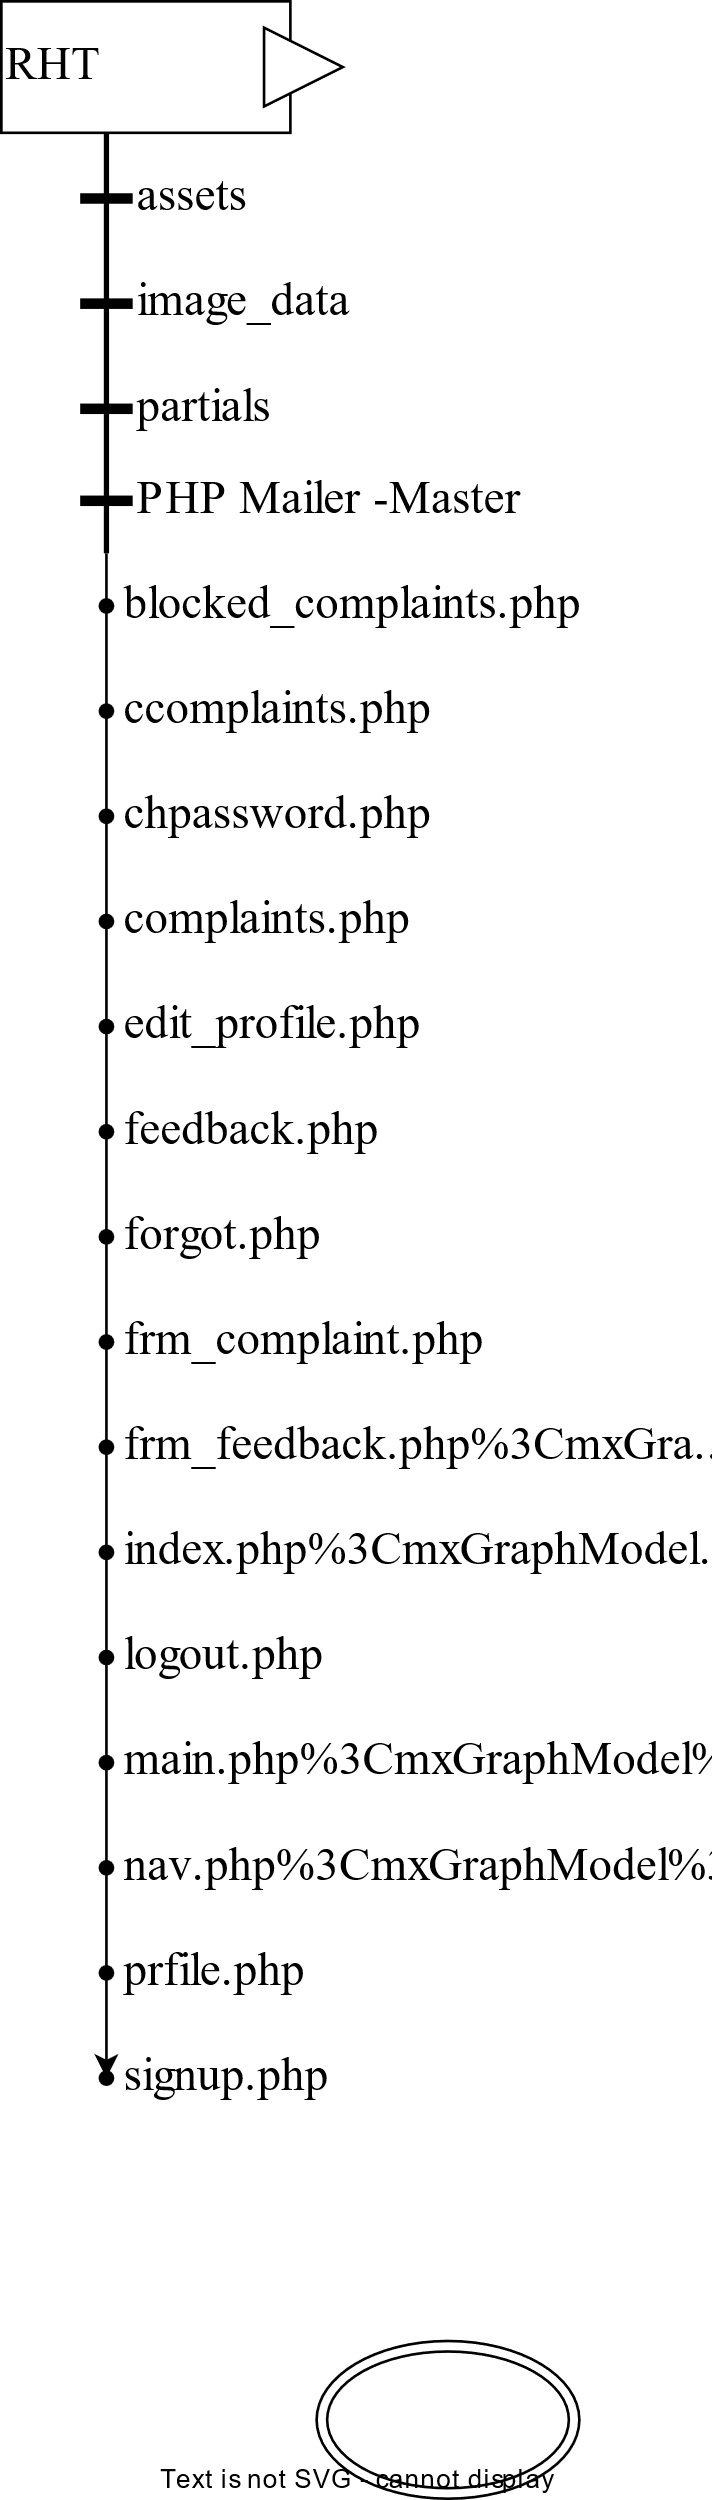 RHT
assets
image_data
partials
PHP Mailer -Master
blocked_complaints.php
ccomplaints.php
chpassword.php
complaints.php
edit_profile.php
feedback.php
forgot.php
frm_complaint.php
frm_feedback.php%3CmxGra..
index.php%3CmxGraphModel.
logout.php
main.php%3CmxGraphModel%
nav.php%3CmxGraphModel%3
prfile.php
signup.php
Text is not SVG - cannot display